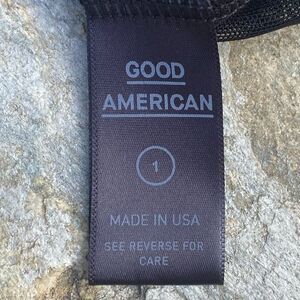 GOOD
AMERICAN
1
MADE IN USA
SEE REVERSE FOR
CARE